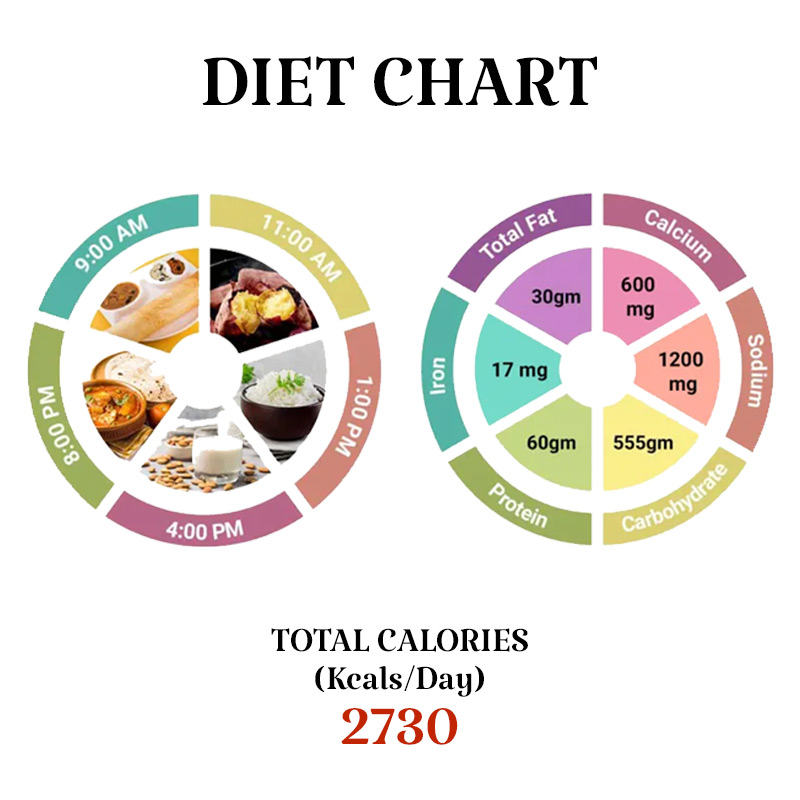 DIET CHART
9:00 AM
11:00 AM
1:00 PM
4:00 PM
8:00 PM
Total Fat
30gm
Calcium
600
mg
Sodium
1200
mg
Carbohydrate
555gm
Protein
60gm
Iron
17 mg
TOTAL CALORIES
(Kcals/Day)
2730